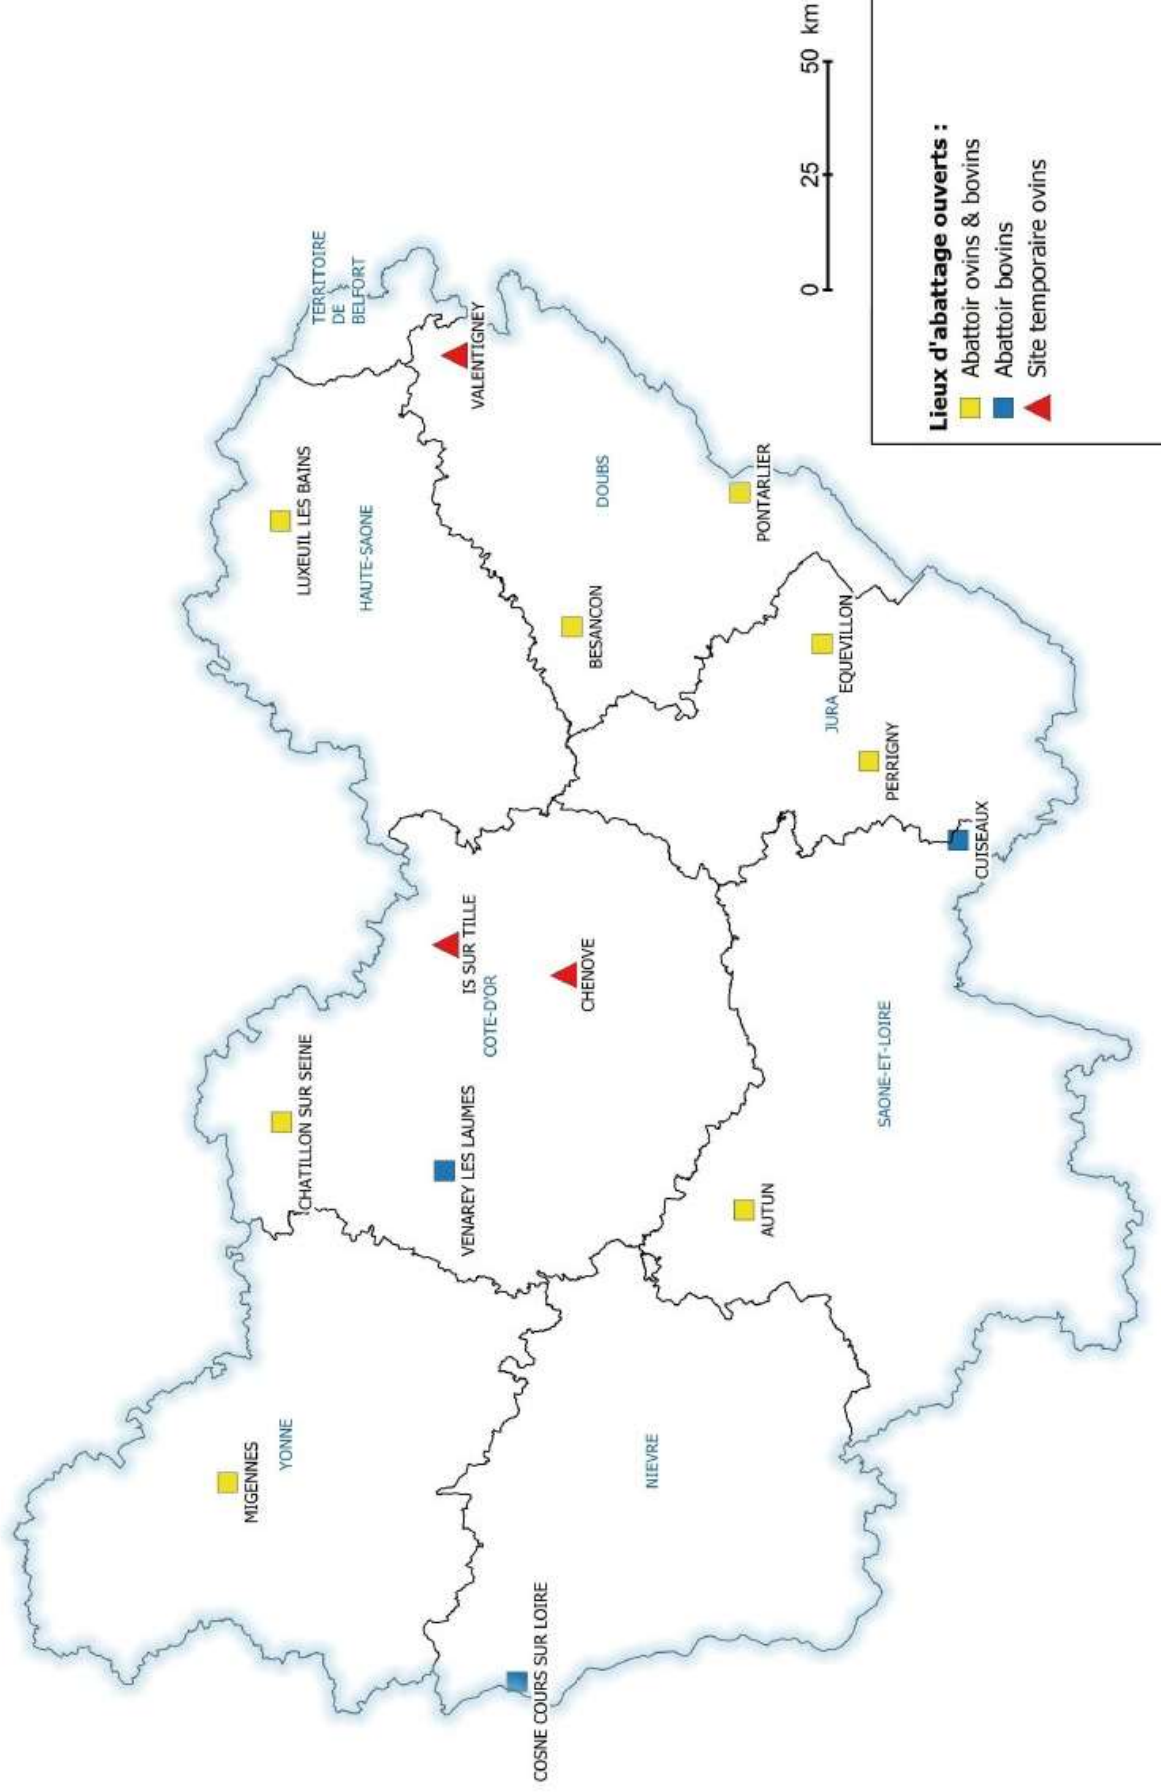 MIGENNES
YONNE
COSNE COURS SUR LOIRE
NIEVRE
CHATILLON SUR SEINE
VENAREY LES LAUMES
IS SUR TILLE
COTE-D'OR
CHENOVE
AUTUN
SAONE-ET-LOIRE
CUISEAUX
LUXEUIL LES BAINS
HAUTE-SAONE
TERRITOIRE
DE
BELFORT
VALENTIGNEY
BESANCON
DOUBS
PONTARLIER
EQUEVILLON
JURA
PERRIGNY
0 25 50 km
Lieux d'abattage ouverts :
Abattoir ovins & bovins
Abattoir bovins
Site temporaire ovins